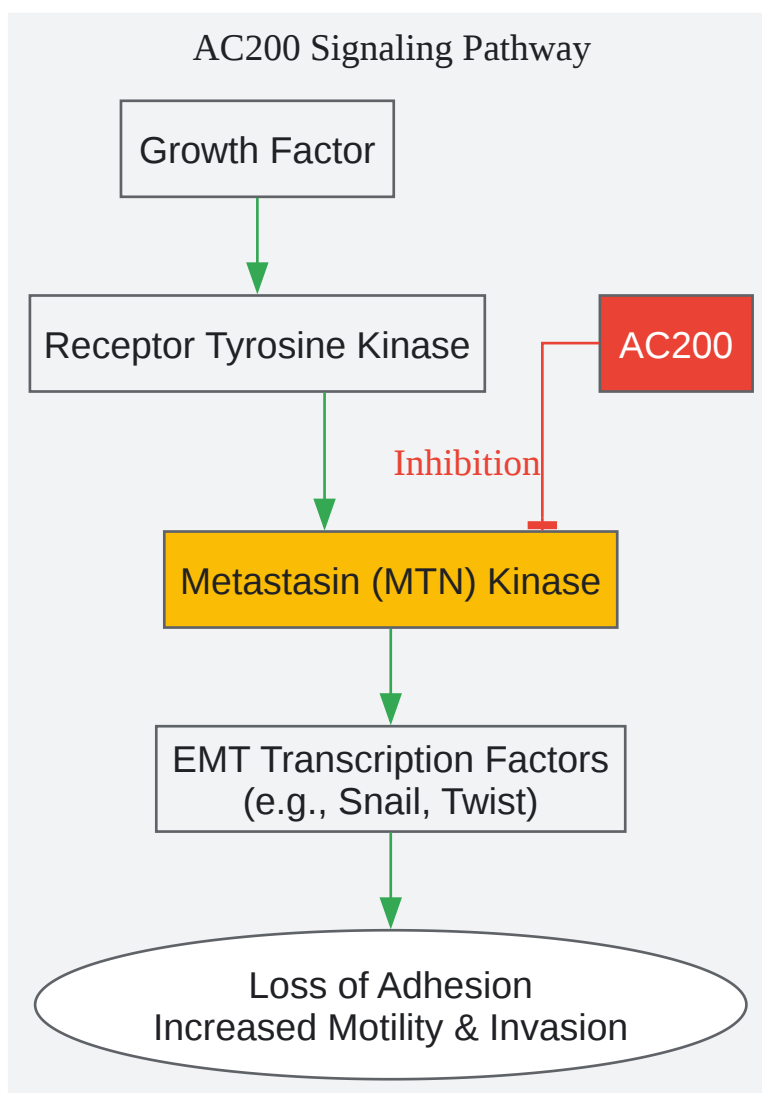 AC200 Signaling Pathway
Growth Factor
Receptor Tyrosine Kinase
AC200
Inhibition
Metastasin (MTN) Kinase
EMT Transcription Factors
(e.g., Snail, Twist)
Loss of Adhesion
Increased Motility & Invasion